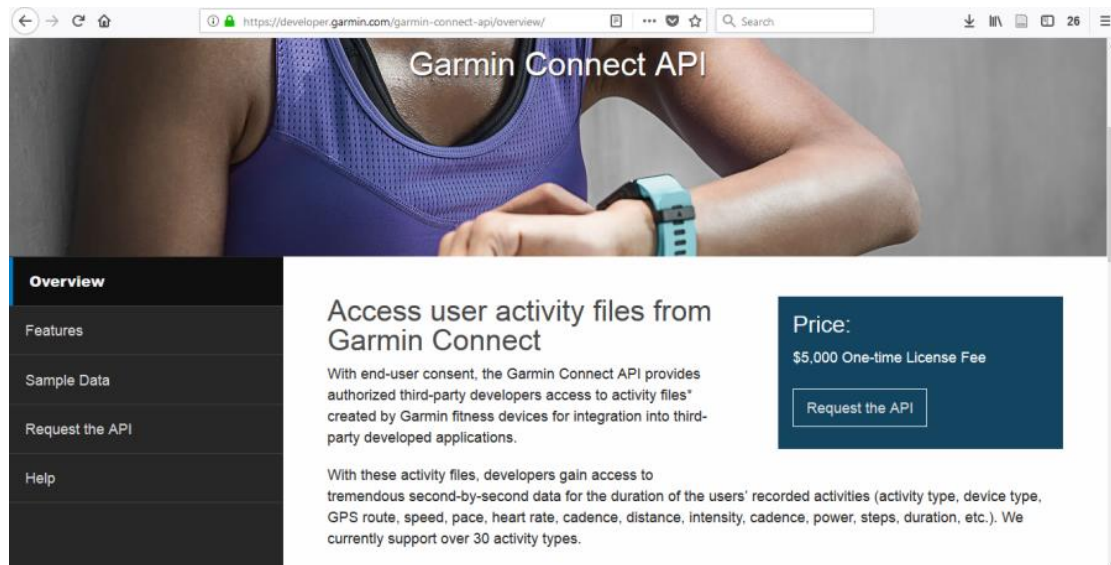 https://developer.garmin.com/garmin-connect-api/overview/
Search
26
Garmin Connect API
Overview
Features
Sample Data
Request the API
Help
Access user activity files from
Garmin Connect
With end-user consent, the Garmin Connect API provides
authorized third-party developers access to activity files*
created by Garmin fitness devices for integration into third-
party developed applications.
Price:
$5,000 One-time License Fee
Request the API
With these activity files, developers gain access to
tremendous second-by-second data for the duration of the users' recorded activities (activity type, device type,
GPS route, speed, pace, heart rate, cadence, distance, intensity, cadence, power, steps, duration, etc.). We
currently support over 30 activity types.